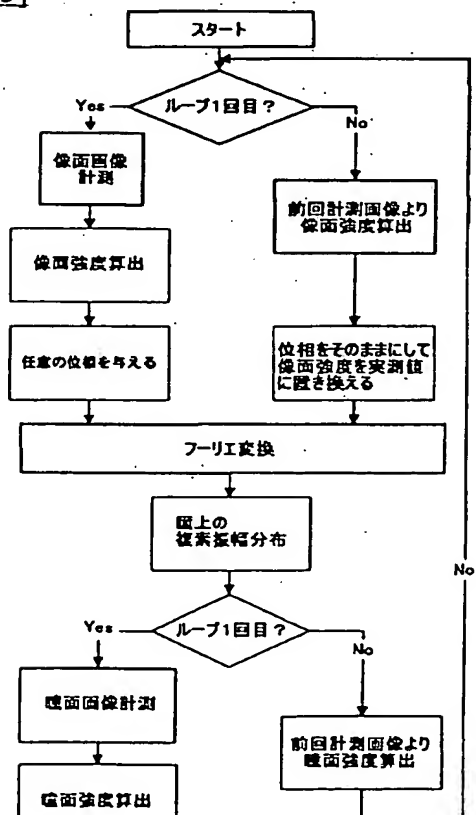 スタート
ループ1回目？
Yes
No
像面画像
計測
前回計測画像より
像面強度算出
像面強度算出
任意の位相を与える
位相をそのままにして
像面強度を実測値
に置き換える
フーリエ変換
面上の
複素振幅分布
No
ループ1回目？
Yes
No
瞳面画像計測
前回計測画像より
瞳面強度算出
瞳面強度算出